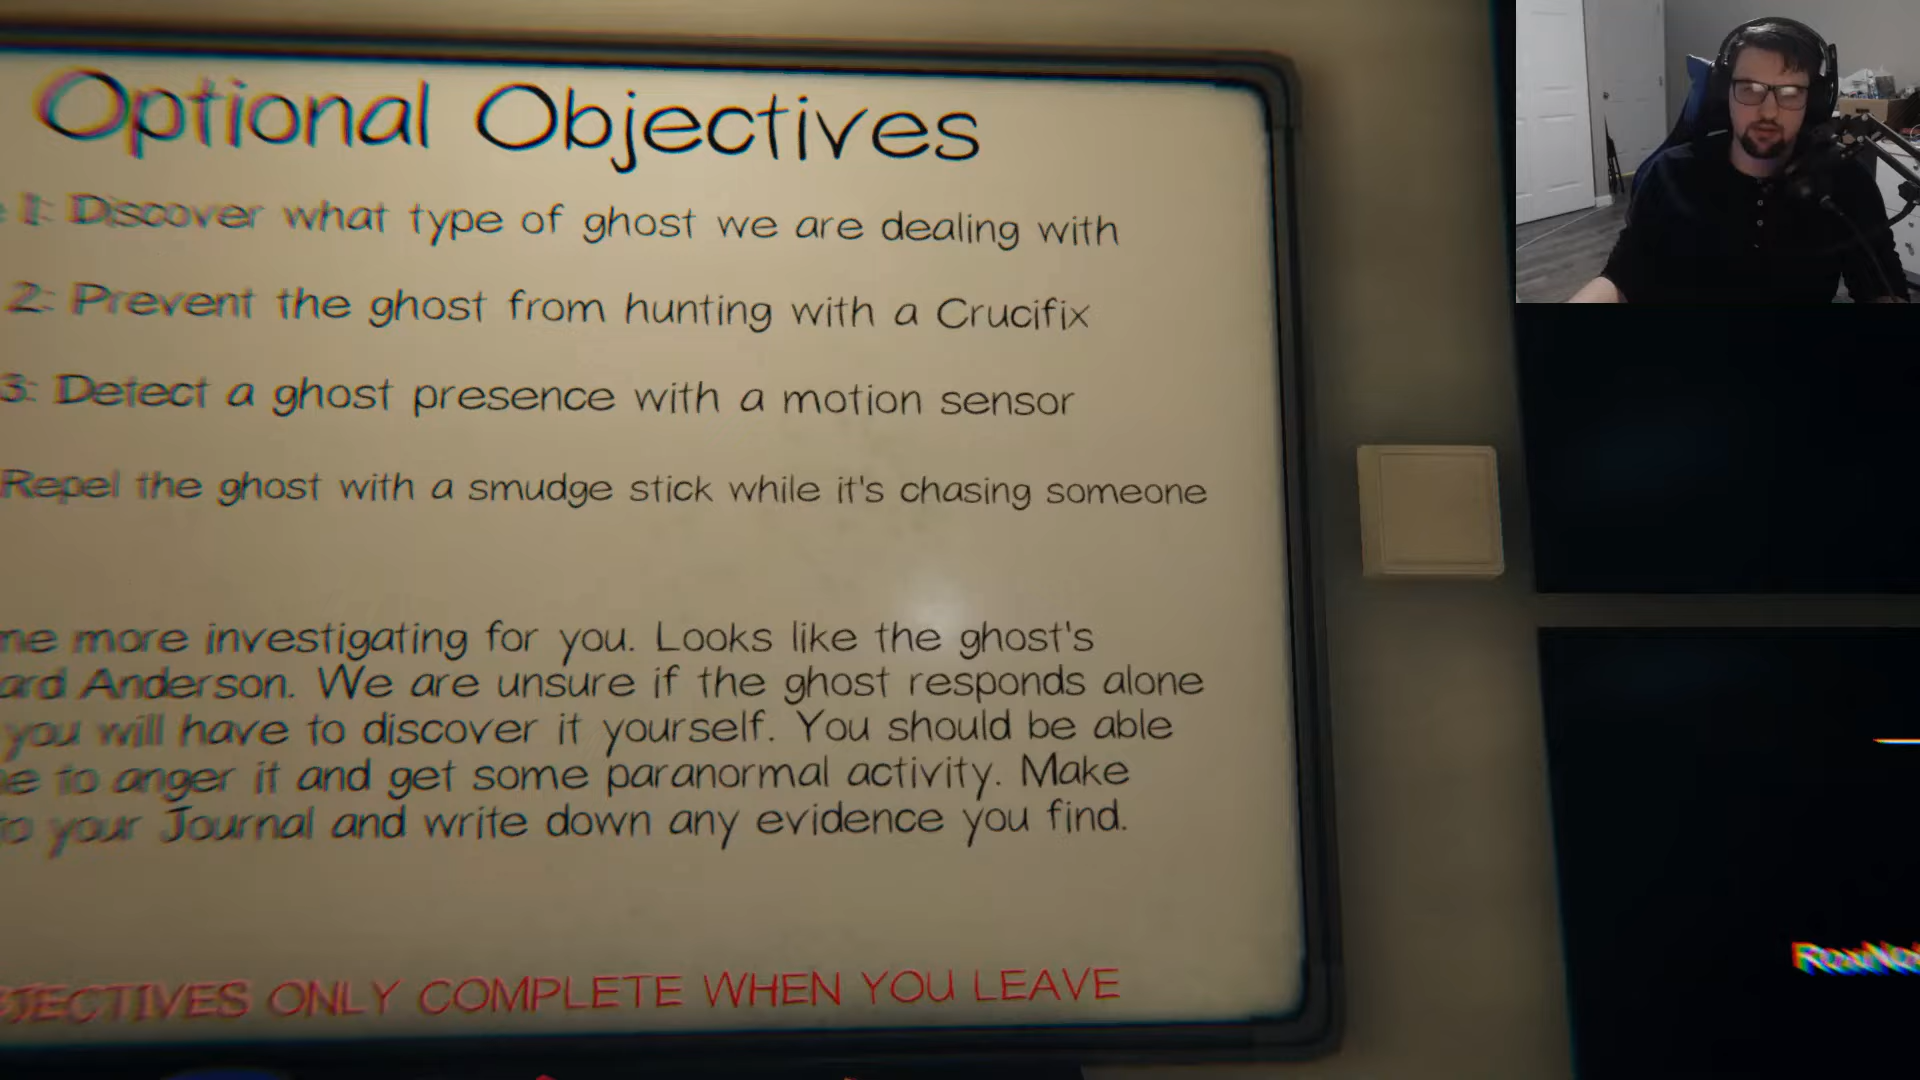 Optional Objectives
1: Discover what type of ghost we are dealing with
2: Prevent the ghost from hunting with a Crucifix
3: Detect a ghost presence with a motion sensor
Repel the ghost with a smudge stick while it's chasing someone
more investigating for you. Looks like the ghost's
Anderson. We are unsure if the ghost responds alone
you will have to discover it yourself. You should be able
to anger it and get some paranormal activity. Make
to your Journal and write down any evidence you find.
OBJECTIVES ONLY COMPLETE WHEN YOU LEAVE